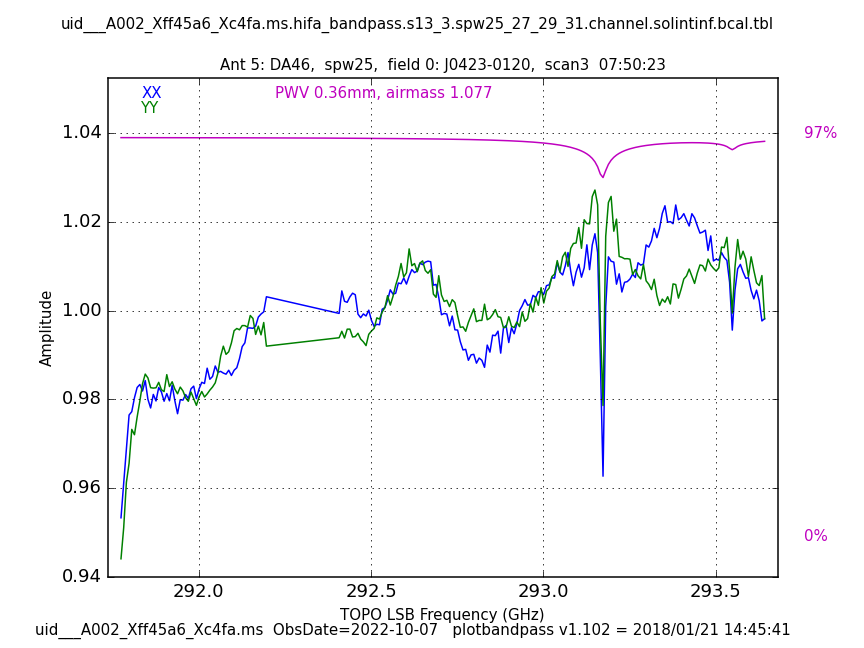 uid___A002_Xff45a6_Xc4fa.ms.hifa_bandpass.s13_3.spw25_27_29_31.channel.solintinf.bcal.tbl
Ant 5: DA46,  spw25,  field 0: J0423-0120,  scan3  07:50:23
XX
YY
PWV 0.36mm, airmass 1.077
97%
0%
1.04
1.02
1.00
0.98
0.96
0.94
Amplitude
292.0
292.5
293.0
293.5
TOPO LSB Frequency (GHz)
uid___A002_Xff45a6_Xc4fa.ms  ObsDate=2022-10-07   plotbandpass v1.102 = 2018/01/21 14:45:41